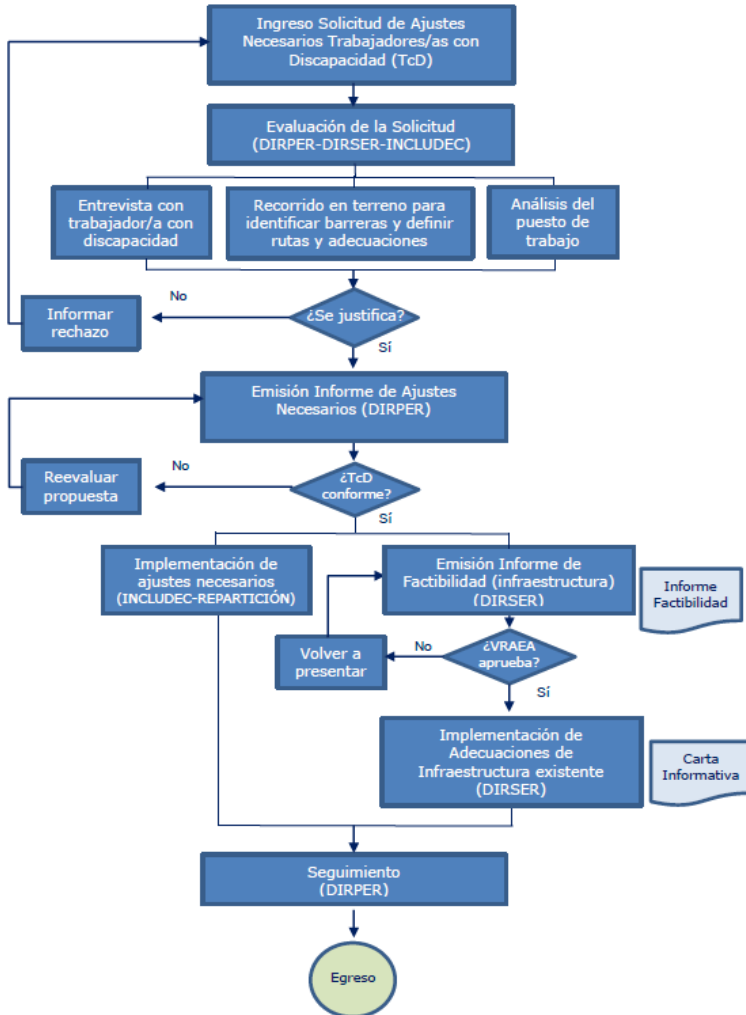 Ingreso Solicitud de Ajustes
Necesarios Trabajadores/as con
Discapacidad (TcD)
Evaluación de la Solicitud
(DIRPER-DIRSER-INCLUDEC)
Entrevista con
trabajador/a con
discapacidad
Recorrido en terreno para
identificar barreras y definir
rutas y adecuaciones
Análisis del
puesto de
trabajo
¿Se justifica?
No
Informar
rechazo
Sí
Emisión Informe de Ajustes
Necesarios (DIRPER)
¿TcD
conforme?
No
Reevaluar
propuesta
Sí
Implementación de
ajustes necesarios
(INCLUDEC-REPARTICIÓN)
Emisión Informe de
Factibilidad (infraestructura)
(DIRSER)
Informe
Factibilidad
¿VRAEA
aprueba?
No
Volver a
presentar
Sí
Implementación de
Adecuaciones de
Infraestructura existente
(DIRSER)
Carta
Informativa
Seguimiento
(DIRPER)
Egreso